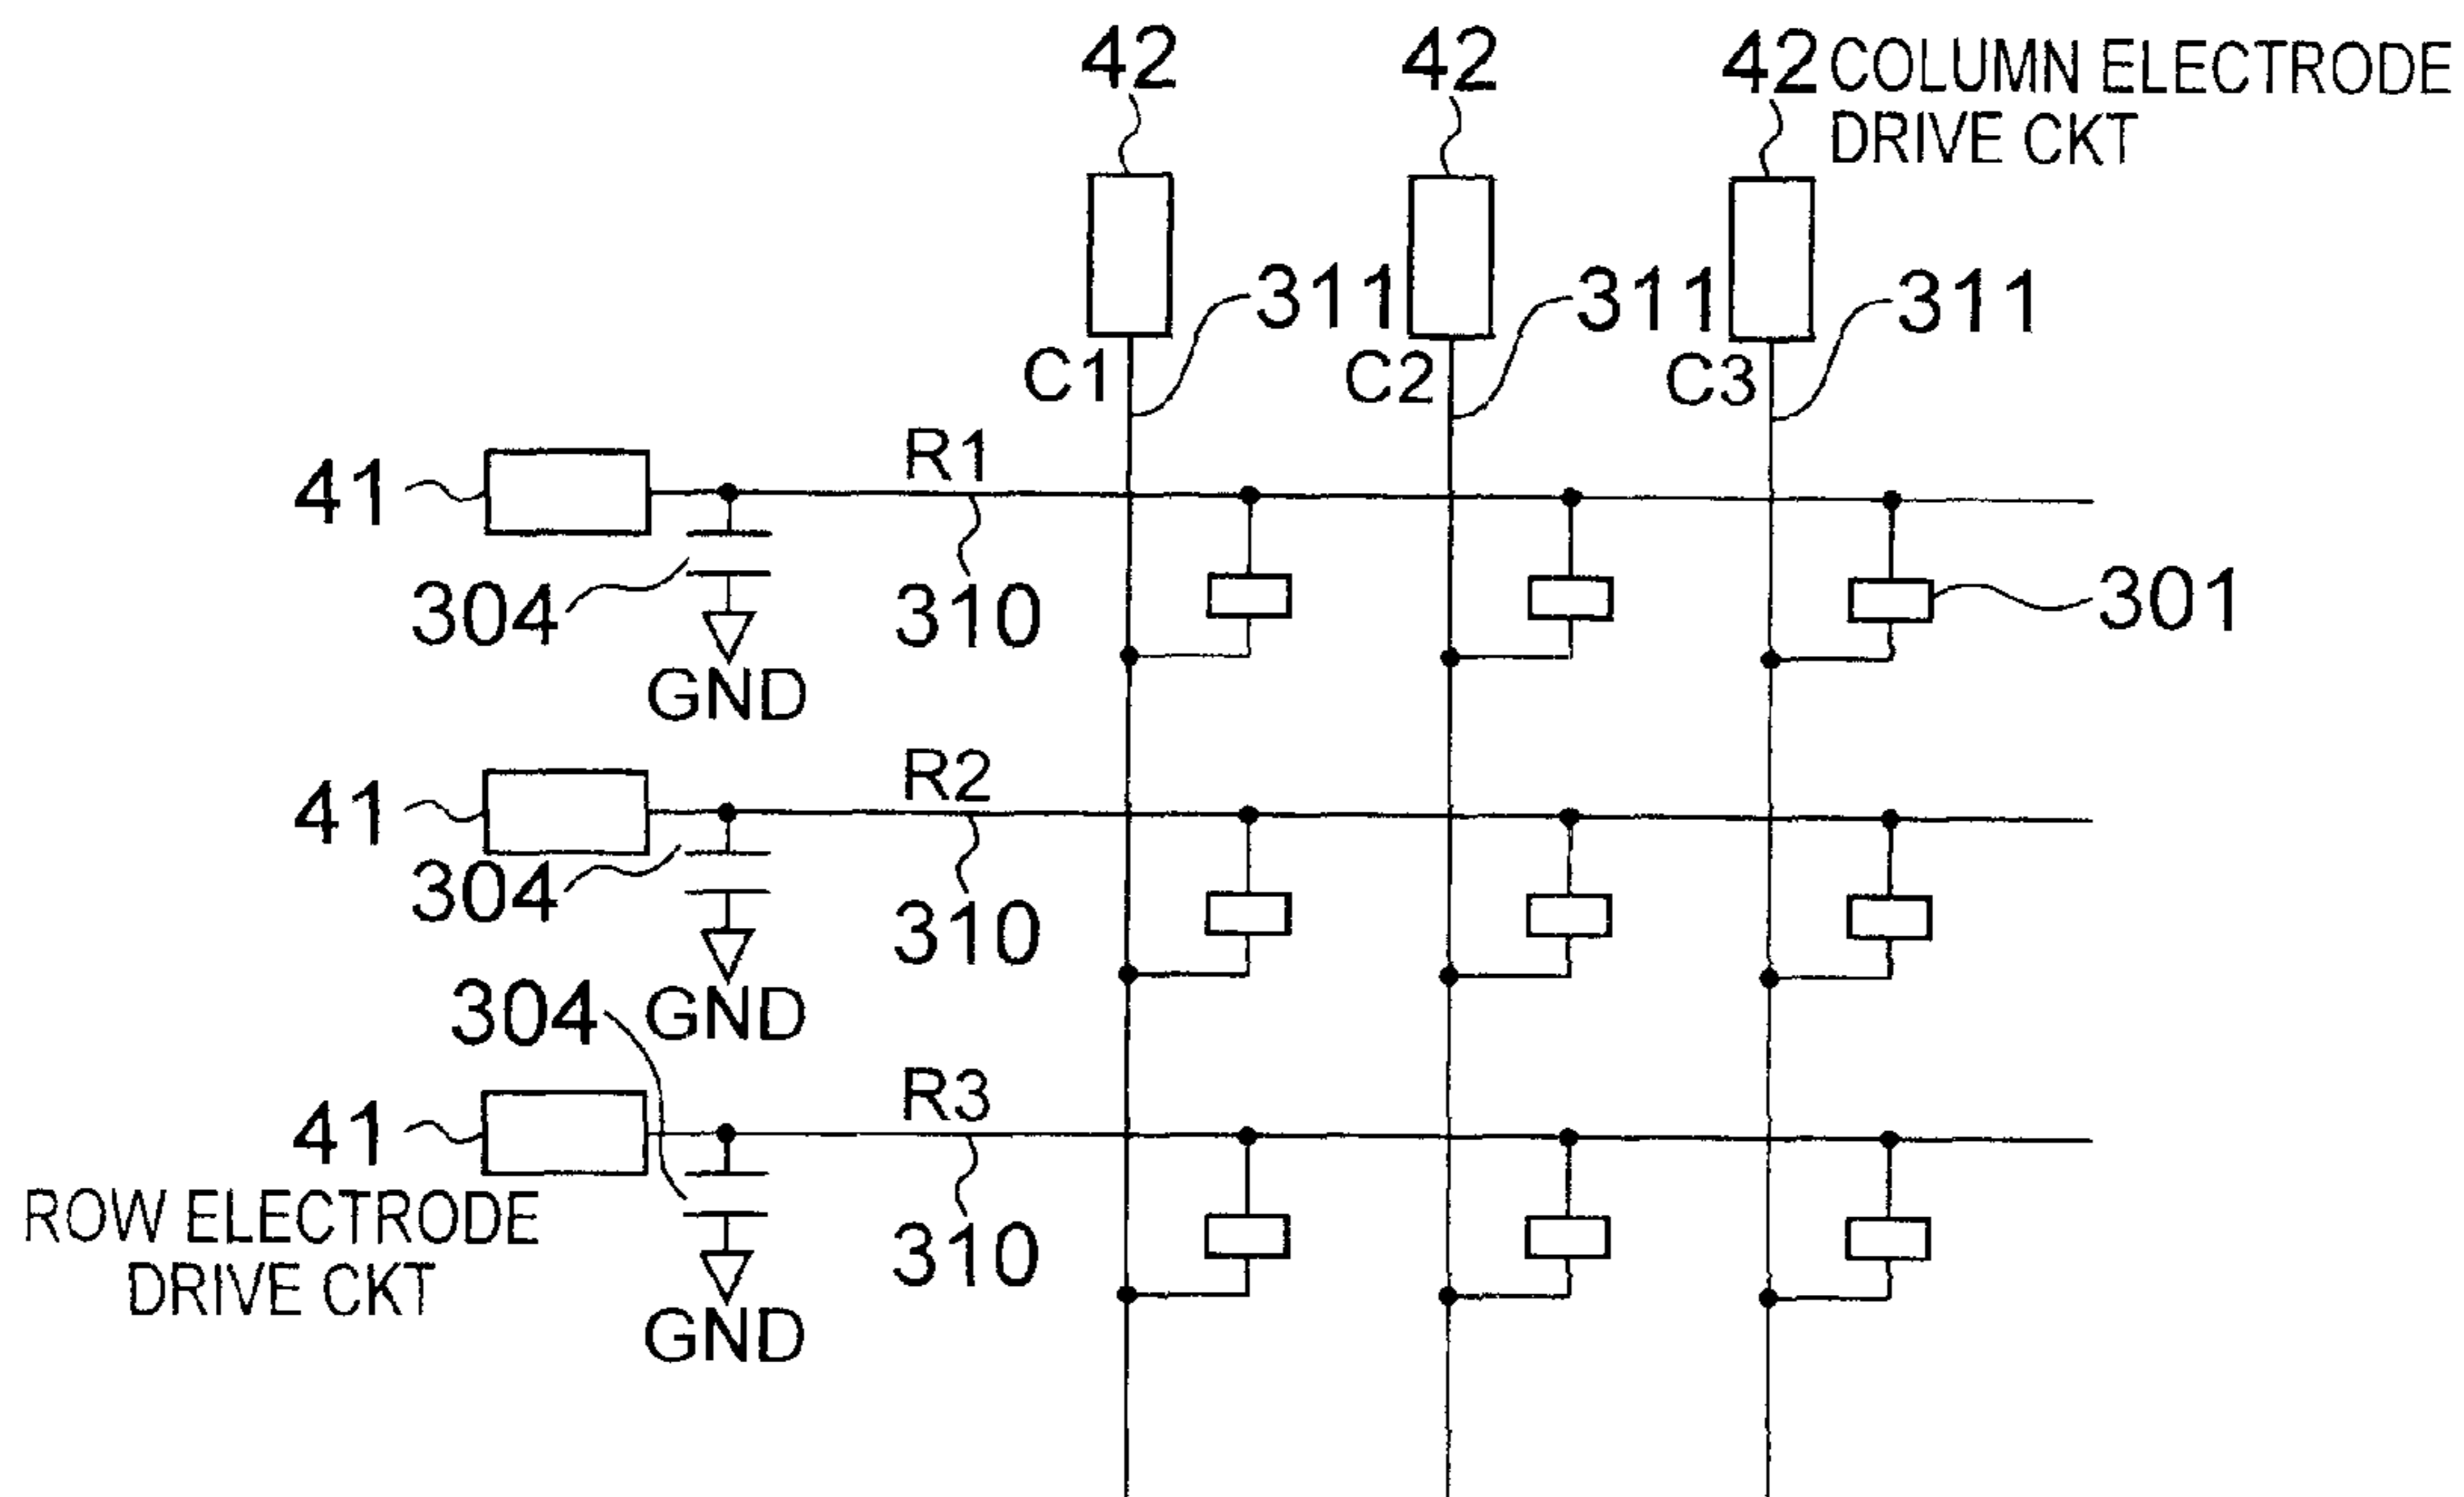 42 42 42 COLUMN ELECTRODE
DRIVE CKT
311 311 311
C1 C2 C3
R1
41
304 310 301
GND
R2
41
304 310
GND
304
R3
41
ROW ELECTRODE
DRIVE CKT
310
GND